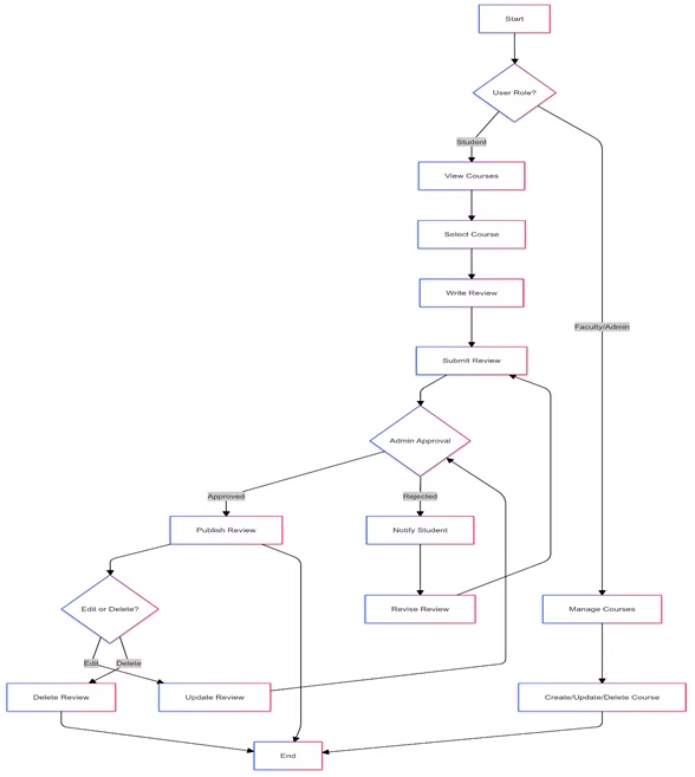 Start
User Role?
Student
View Courses
Select Course
Write Review
Faculty/Admin
Submit Review
Admin Approval
Approved
Rejected
Publish Review
Notify Student
Edit or Delete?
Revise Review
Manage Courses
Edit
Delete
Delete Review
Update Review
Create/Update/Delete Course
End